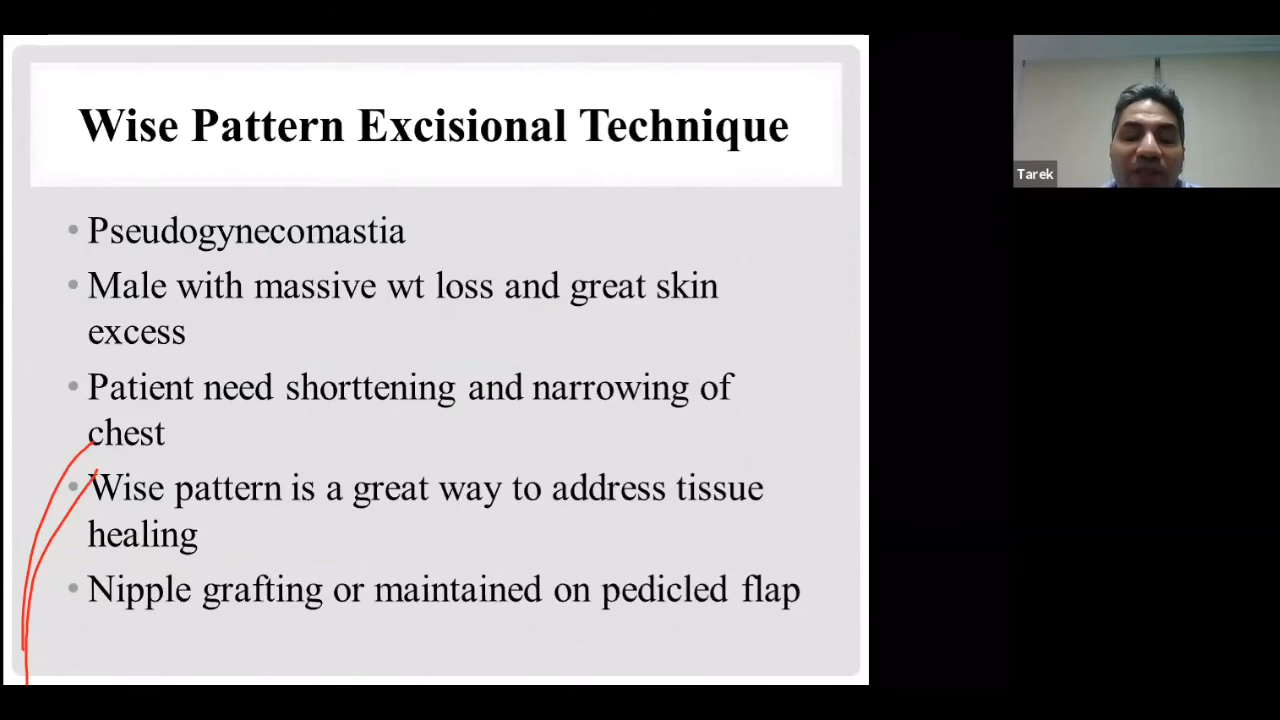 Wise Pattern Excisional Technique
• Pseudogynecomastia
• Male with massive wt loss and great skin
excess
• Patient need shorttening and narrowing of
chest
• Wise pattern is a great way to address tissue
healing
• Nipple grafting or maintained on pedicled flap
Tarek